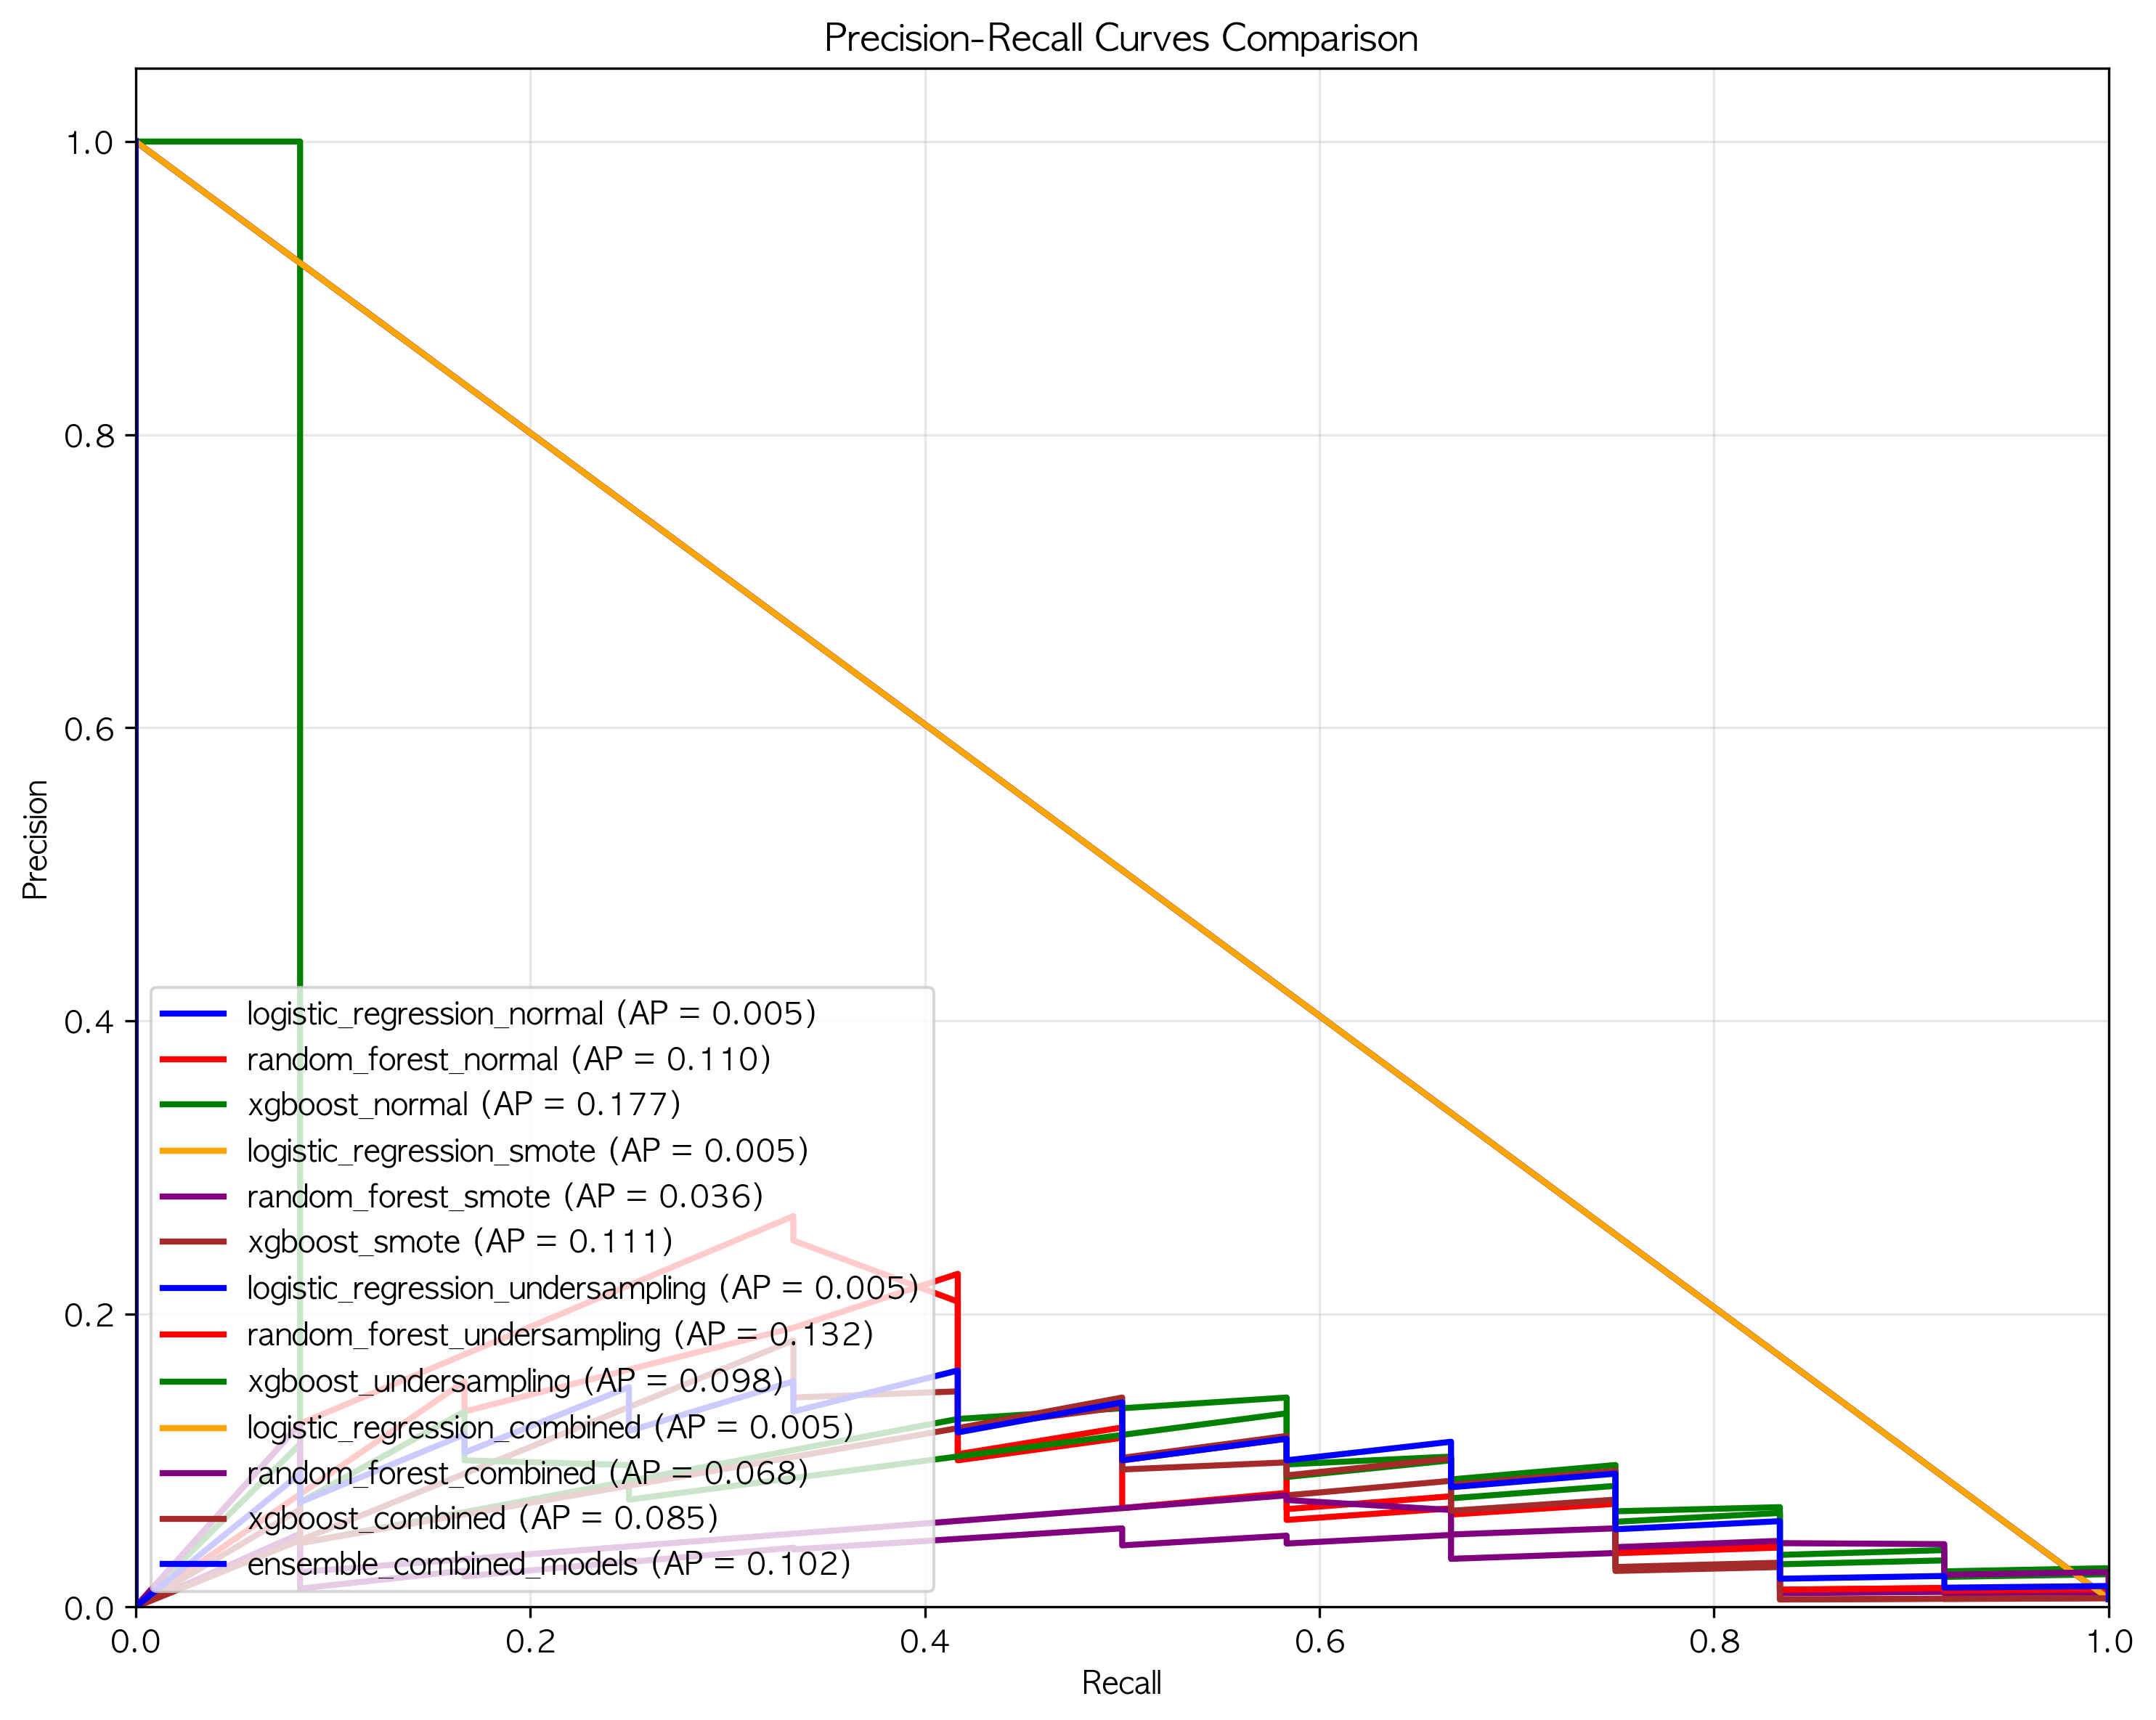 Precision-Recall Curves Comparison
1.0
0.8
0.6
0.4
0.2
0.0
Precision
logistic_regression_normal (AP = 0.005)
random_forest_normal (AP = 0.110)
xgboost_normal (AP = 0.177)
logistic_regression_smote (AP = 0.005)
random_forest_smote (AP = 0.036)
xgboost_smote (AP = 0.111)
logistic_regression_undersampling (AP = 0.005)
random_forest_undersampling (AP = 0.132)
xgboost_undersampling (AP = 0.098)
logistic_regression_combined (AP = 0.005)
random_forest_combined (AP = 0.068)
xgboost_combined (AP = 0.085)
ensemble_combined_models (AP = 0.102)
0.0 0.2 0.4 0.6 0.8 1.0
Recall